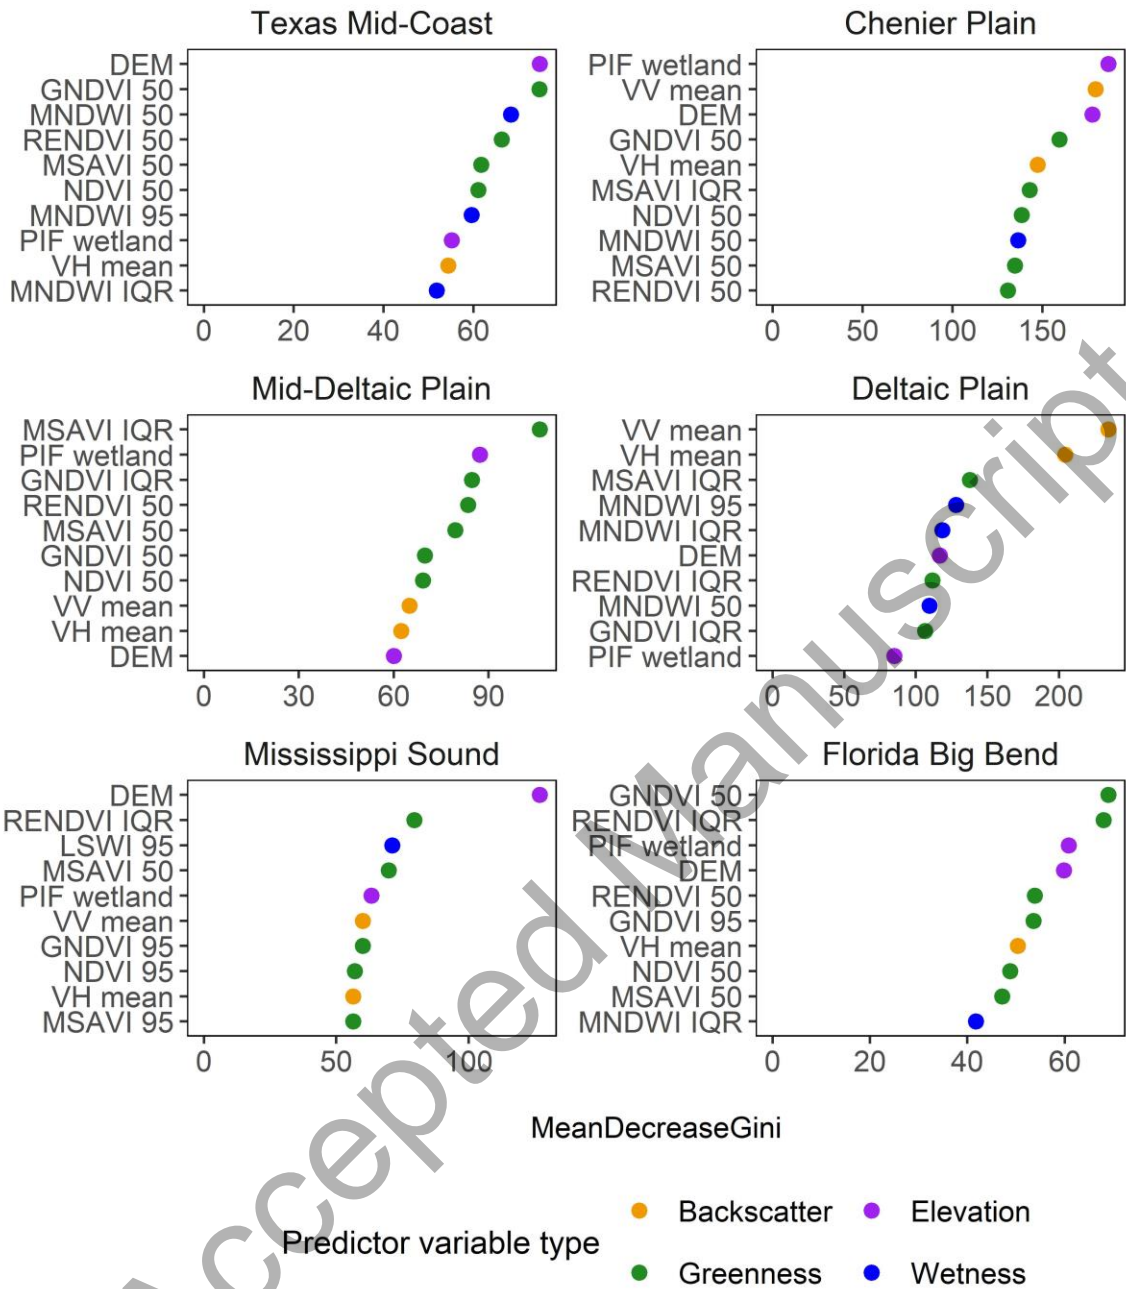 Texas Mid-Coast
DEM
GNDVI 50
MNDWI 50
RENDVI 50
MSAVI 50
NDVI 50
MNDWI 95
PIF wetland
VH mean
MNDWI IQR
0 20 40 60
Chenier Plain
PIF wetland
VV mean
DEM
GNDVI 50
VH mean
MSAVI IQR
NDVI 50
MNDWI 50
MSAVI 50
RENDVI 50
0 50 100 150
Mid-Deltaic Plain
MSAVI IQR
PIF wetland
GNDVI IQR
RENDVI 50
MSAVI 50
GNDVI 50
NDVI 50
VV mean
VH mean
DEM
0 30 60 90
Deltaic Plain
VV mean
VH mean
MSAVI IQR
MNDWI 95
MNDWI IQR
DEM
RENDVI IQR
MNDWI 50
GNDVI IQR
PIF wetland
0 50 100 150 200
Mississippi Sound
DEM
RENDVI IQR
LSWI 95
MSAVI 50
PIF wetland
VV mean
GNDVI 95
NDVI 95
VH mean
MSAVI 95
0 50 100
Florida Big Bend
GNDVI 50
RENDVI IQR
PIF wetland
DEM
RENDVI 50
GNDVI 95
VH mean
NDVI 50
MSAVI 50
MNDWI IQR
0 20 40 60
MeanDecreaseGini
Predictor variable type
Backscatter Elevation
Greenness Wetness
Accepted Manuscript